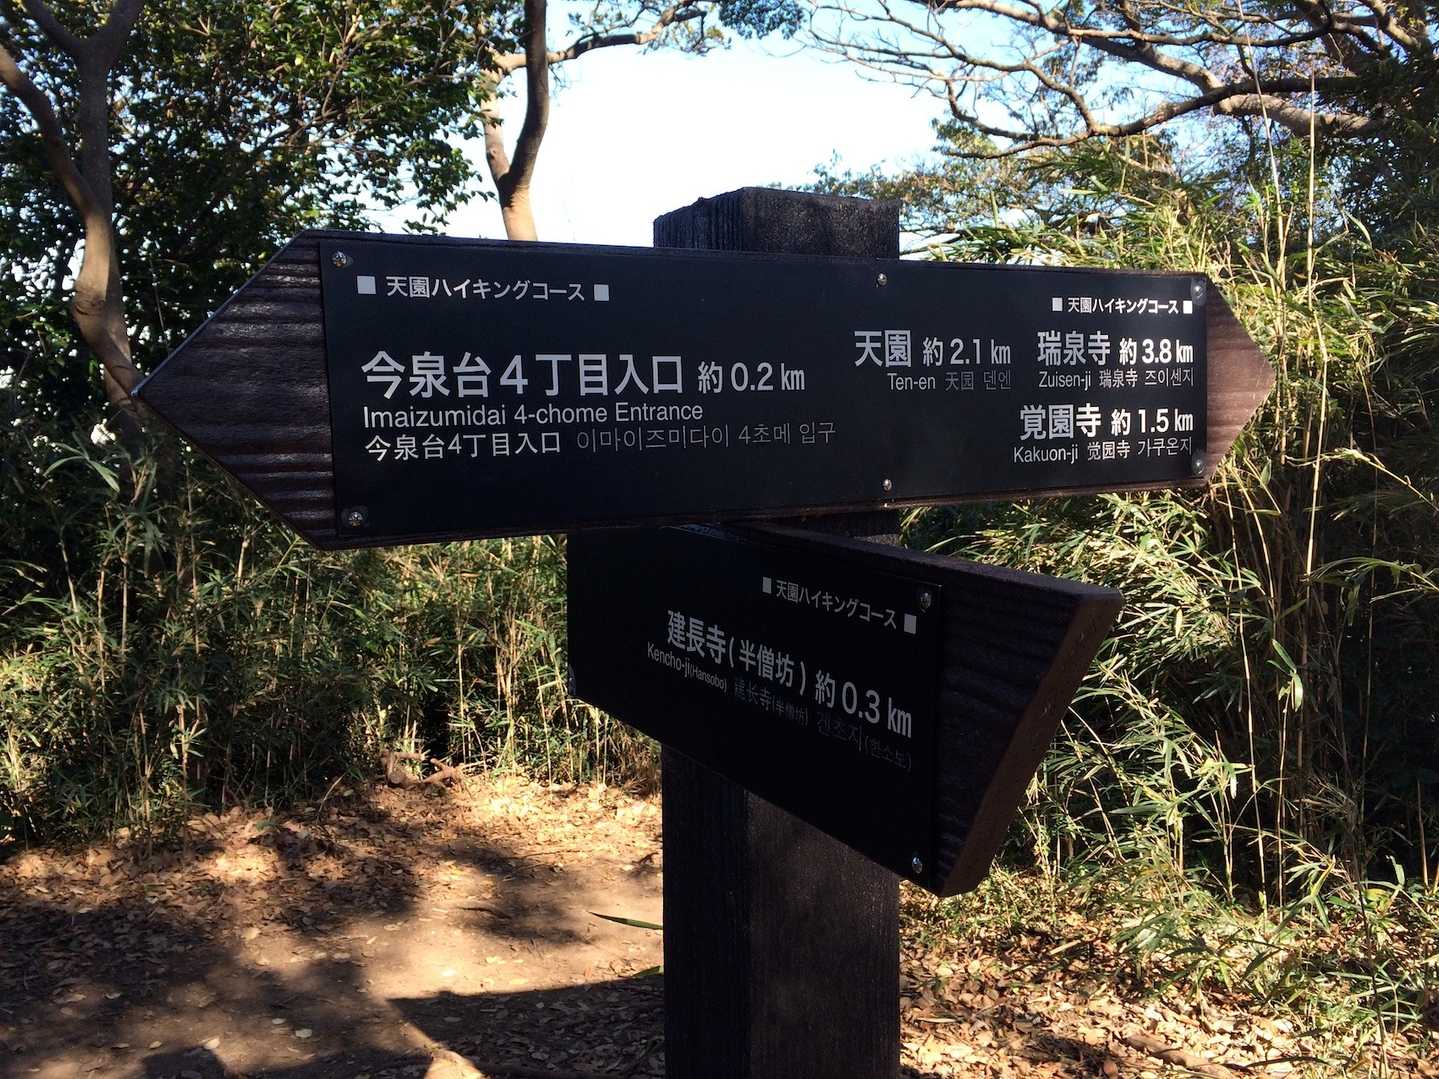 ■ 天園ハイキングコース ■
今泉台4丁目入口 約 0.2 km
Imaizumidai 4-chome Entrance
今泉台4丁目入口 이마이즈미다이 4초메 입구
■ 天園ハイキングコース ■
天園 約 2.1 km 瑞泉寺 約 3.8 km
Ten-en 天园 덴엔 Zuisen-ji 瑞泉寺 즈이센지
覚園寺 約 1.5 km
Kakuon-ji 觉园寺 가쿠온지
■ 天園ハイキングコース ■
建長寺(半僧坊) 約 0.3 km
Kencho-ji(Hansobo) 建长寺(半僧坊) 겐초지(한소보)